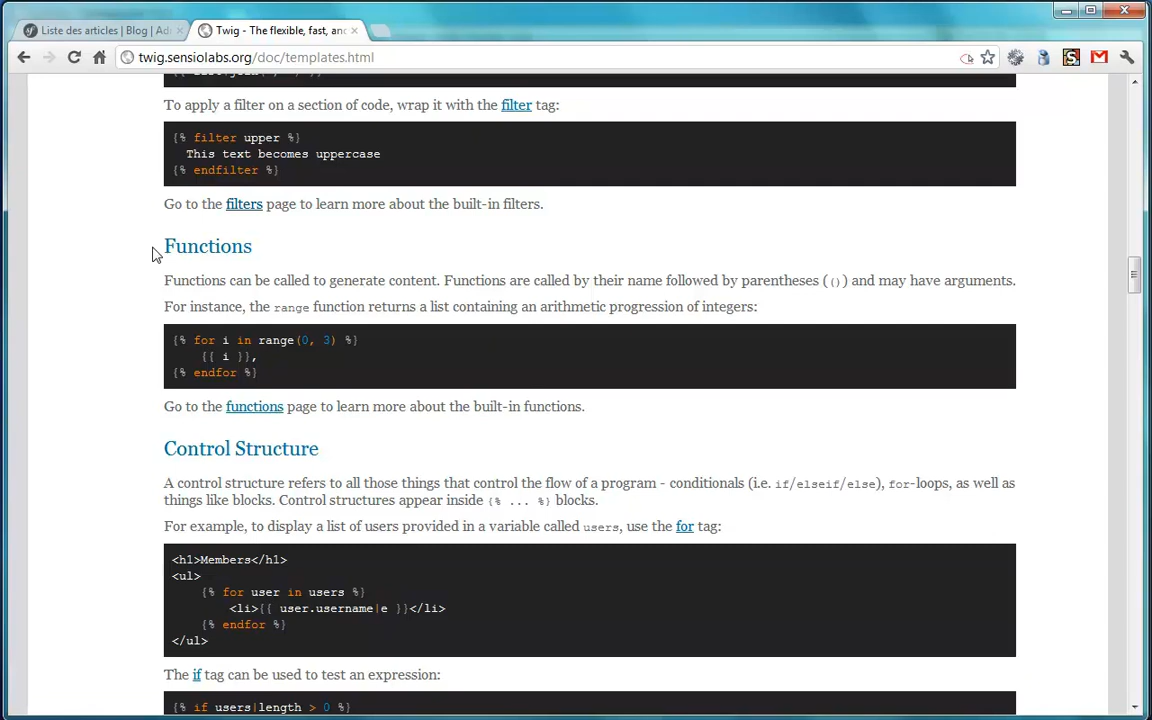 Liste des articles | Blog | Ad
Twig - The flexible, fast, an
twig.sensiolabs.org/doc/templates.html
To apply a filter on a section of code, wrap it with the filter tag:
{% filter upper %}
This text becomes uppercase
{% endfilter %}
Go to the filters page to learn more about the built-in filters.
Functions
Functions can be called to generate content. Functions are called by their name followed by parentheses (()) and may have arguments.
For instance, the range function returns a list containing an arithmetic progression of integers:
{% for i in range(0, 3) %}
{{ i }},
{% endfor %}
Go to the functions page to learn more about the built-in functions.
Control Structure
A control structure refers to all those things that control the flow of a program - conditionals (i.e. if/elseif/else), for-loops, as well as
things like blocks. Control structures appear inside {% ... %} blocks.
For example, to display a list of users provided in a variable called users, use the for tag:
<h1>Members</h1>
<ul>
{% for user in users %}
<li>{{ user.username|e }}</li>
{% endfor %}
</ul>
The if tag can be used to test an expression:
{% if users|length > 0 %}